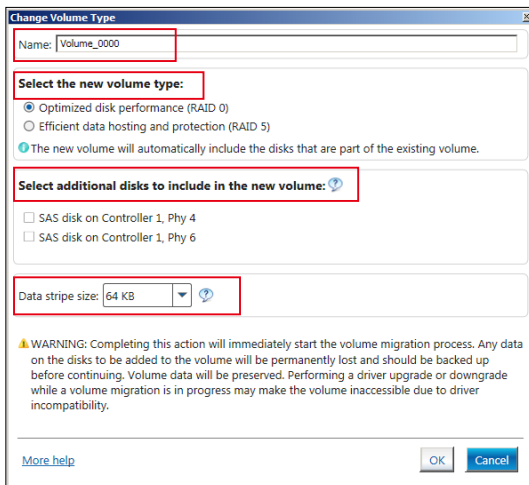 Change Volume Type
Name: Volume_0000
Select the new volume type:
Optimized disk performance (RAID 0)
Efficient data hosting and protection (RAID 5)
The new volume will automatically include the disks that are part of the existing volume.
Select additional disks to include in the new volume:
SAS disk on Controller 1, Phy 4
SAS disk on Controller 1, Phy 6
Data stripe size: 64 KB
WARNING: Completing this action will immediately start the volume migration process. Any data
on the disks to be added to the volume will be permanently lost and should be backed up
before continuing. Volume data will be preserved. Performing a driver upgrade or downgrade
while a volume migration is in progress may make the volume inaccessible due to driver
incompatibility.
More help
OK
Cancel